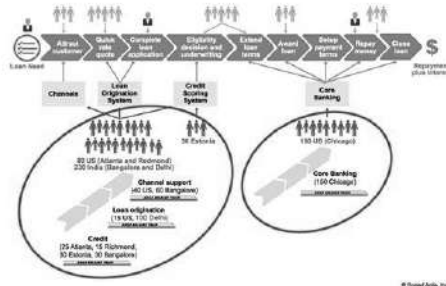 Attract
customer
Quick
rate
quote
Complete
loan
application
Eligibility
decision and
underwriting
Extend
loan
terms
Award
loan
Setup
payment
terms
Repay
money
Close
loan
Loan Need
$
Repayment
plus interest
Channels
Loan
Origination
System
Credit
Scoring
System
Core
Banking
80 US (Atlanta and Redmond)
230 India (Bangalore and Delhi)
30 Estonia
150 US (Chicago)
Channel support
(40 US, 60 Bangalore)
Loan origination
(15 US, 100 Delhi)
Credit
(25 Atlanta, 15 Richmond,
30 Estonia, 30 Bangalore)
Core Banking
(150 Chicago)